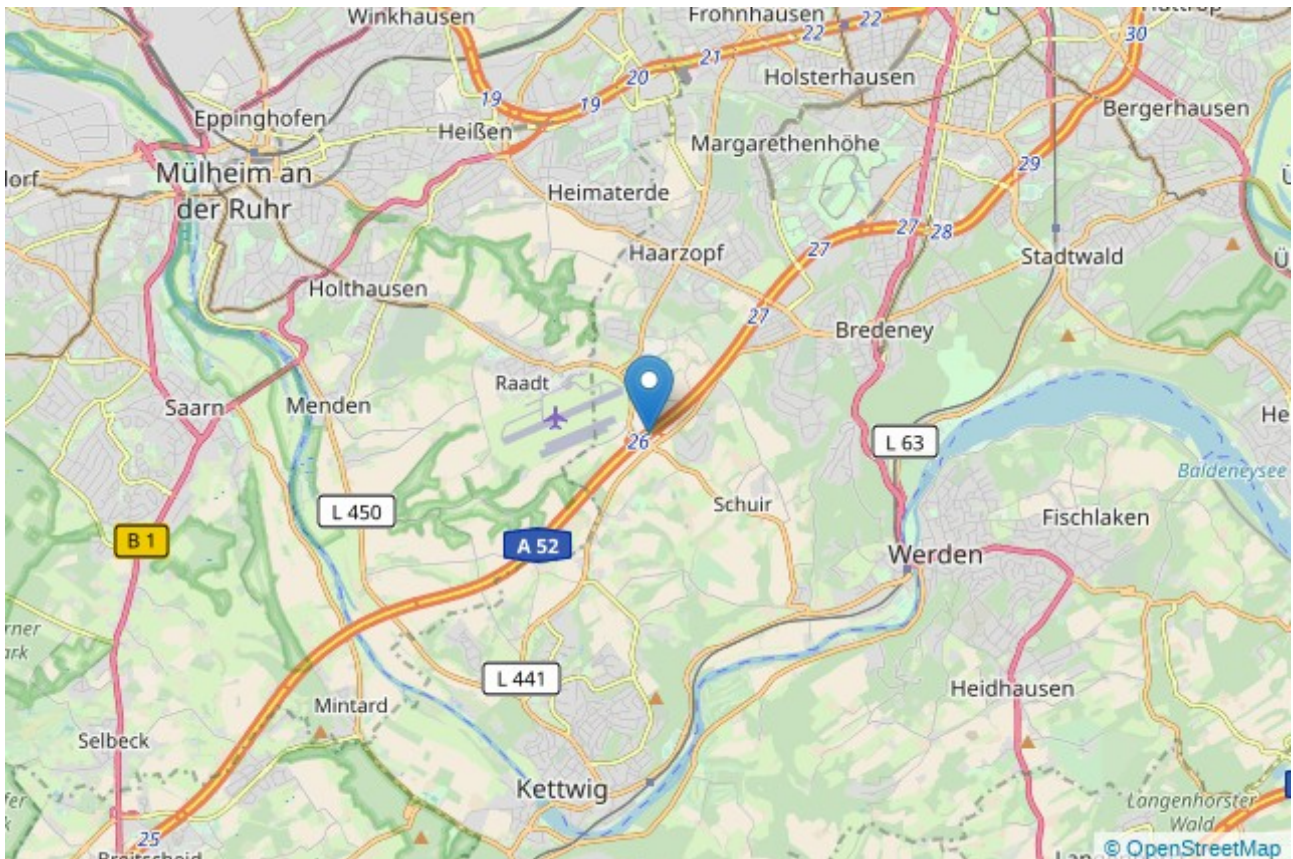 Winkhausen
Frohnhausen
22
22
21
20
30
Holsterhausen
19
19
Bergerhausen
Eppinghofen
Heißen
Margarethenhöhe
29
Mülheim an
der Ruhr
Heimaterde
27
28
27
Haarzopf
Stadtwald
Holthausen
27
Bredeney
Raadt
Saarn
Menden
26
L 63
Baldeneysee
L 450
Schuir
Fischlaken
B 1
A 52
Werden
L 441
Heidhausen
Mintard
Selbeck
Kettwig
Langenhorster
Wald
25
Breitscheid
© OpenStreetMap